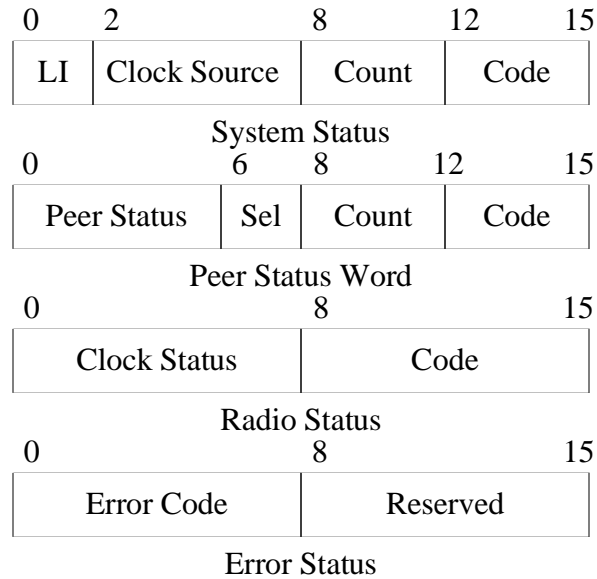 0 2 8 12 15
LI Clock Source Count Code
System Status
0 6 8 12 15
Peer Status Sel Count Code
Peer Status Word
0 8 15
Clock Status Code
Radio Status
0 8 15
Error Code Reserved
Error Status